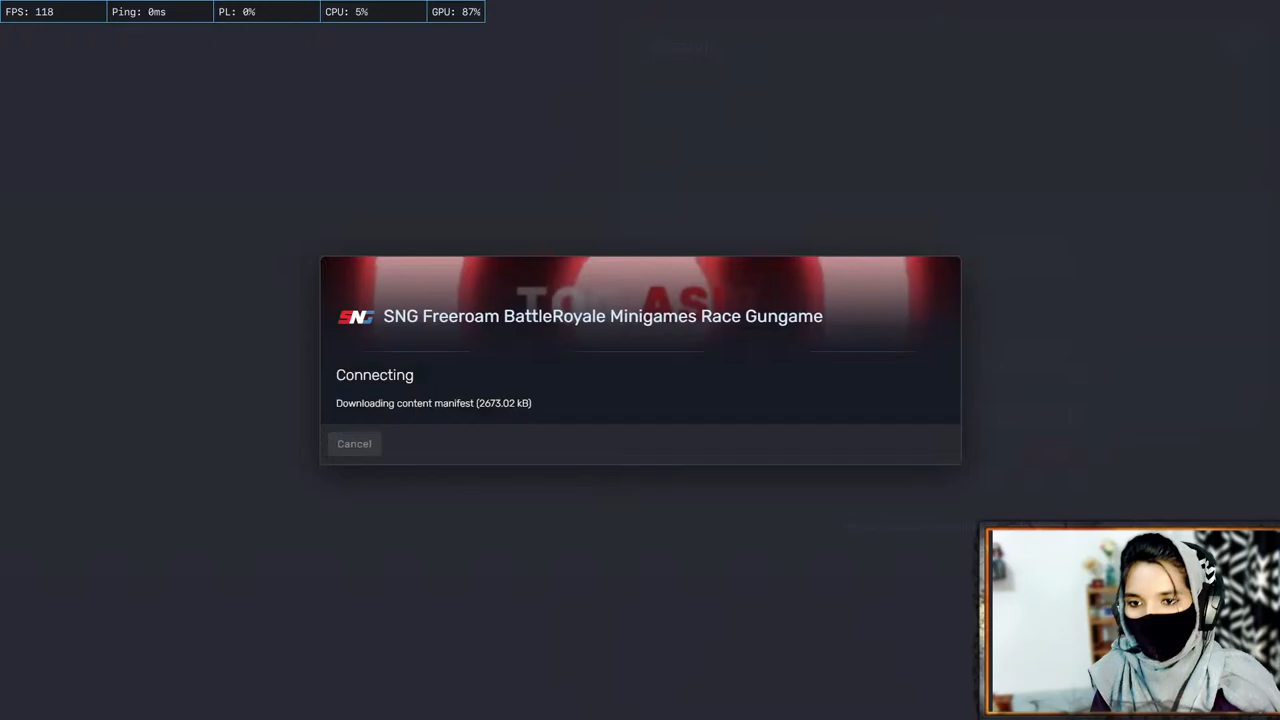 FPS: 118 Ping: 0ms PL: 0% CPU: 5% GPU: 87%
SNG SNG Freeroam BattleRoyale Minigames Race Gungame
Connecting
Downloading content manifest (2673.02 kB)
Cancel